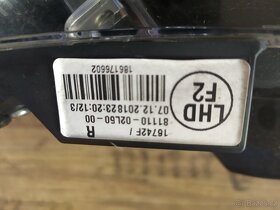 LHD
F2
R
16742F /
81110-02L60-00
07.12.2018 23:20:12/3
186176602